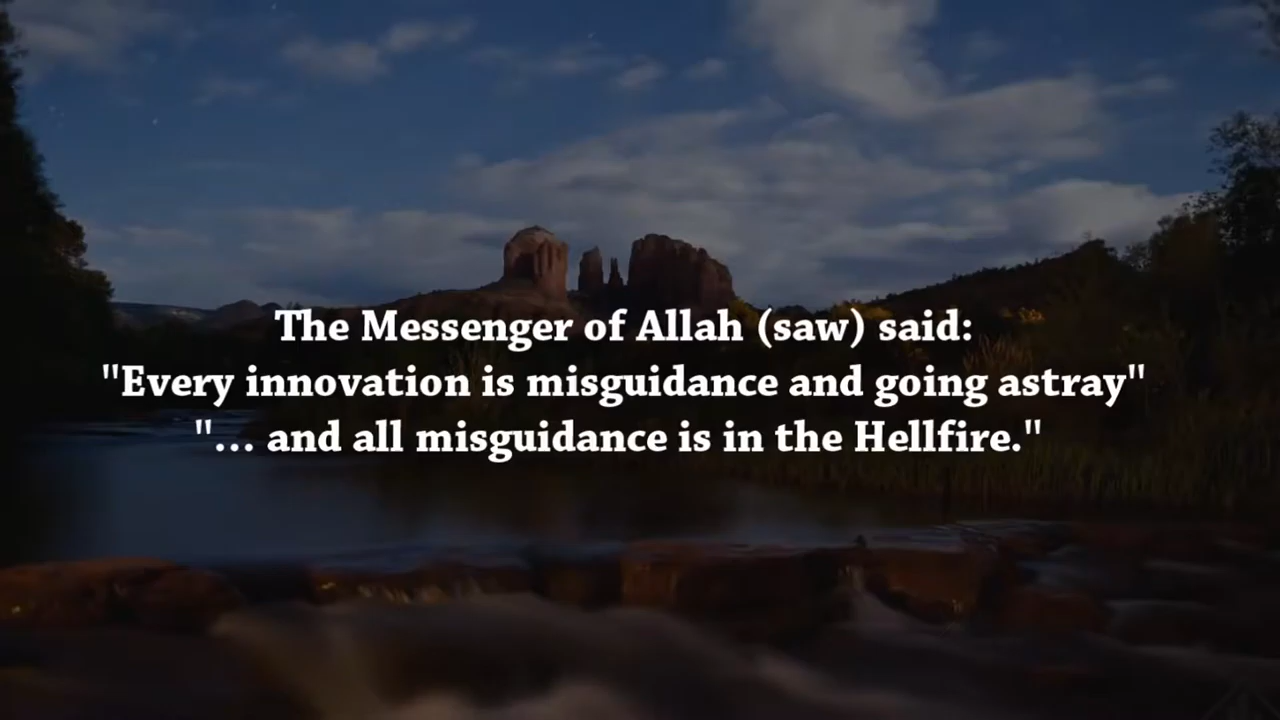 The Messenger of Allah (saw) said:
"Every innovation is misguidance and going astray"
"... and all misguidance is in the Hellfire."